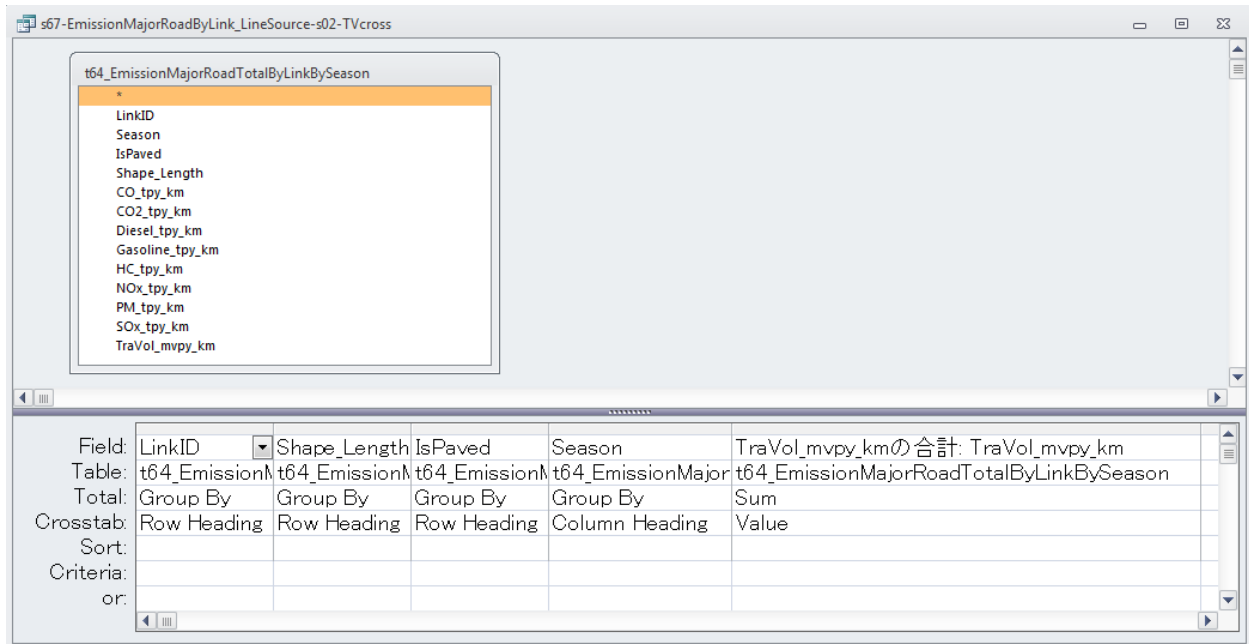 s67-EmissionMajorRoadByLink_LineSource-s02-TVcross
t64_EmissionMajorRoadTotalByLinkBySeason
*
LinkID
Season
IsPaved
Shape_Length
CO_tpy_km
CO2_tpy_km
Diesel_tpy_km
Gasoline_tpy_km
HC_tpy_km
NOx_tpy_km
PM_tpy_km
SOx_tpy_km
TraVol_mvpy_km
Field: LinkID Shape_Length IsPaved Season TraVol_mvpy_kmの合計: TraVol_mvpy_km
Table: t64_EmissionM t64_EmissionM t64_EmissionM t64_EmissionMajor t64_EmissionMajorRoadTotalByLinkBySeason
Total: Group By Group By Group By Group By Sum
Crosstab: Row Heading Row Heading Row Heading Column Heading Value
Sort:
Criteria:
or: